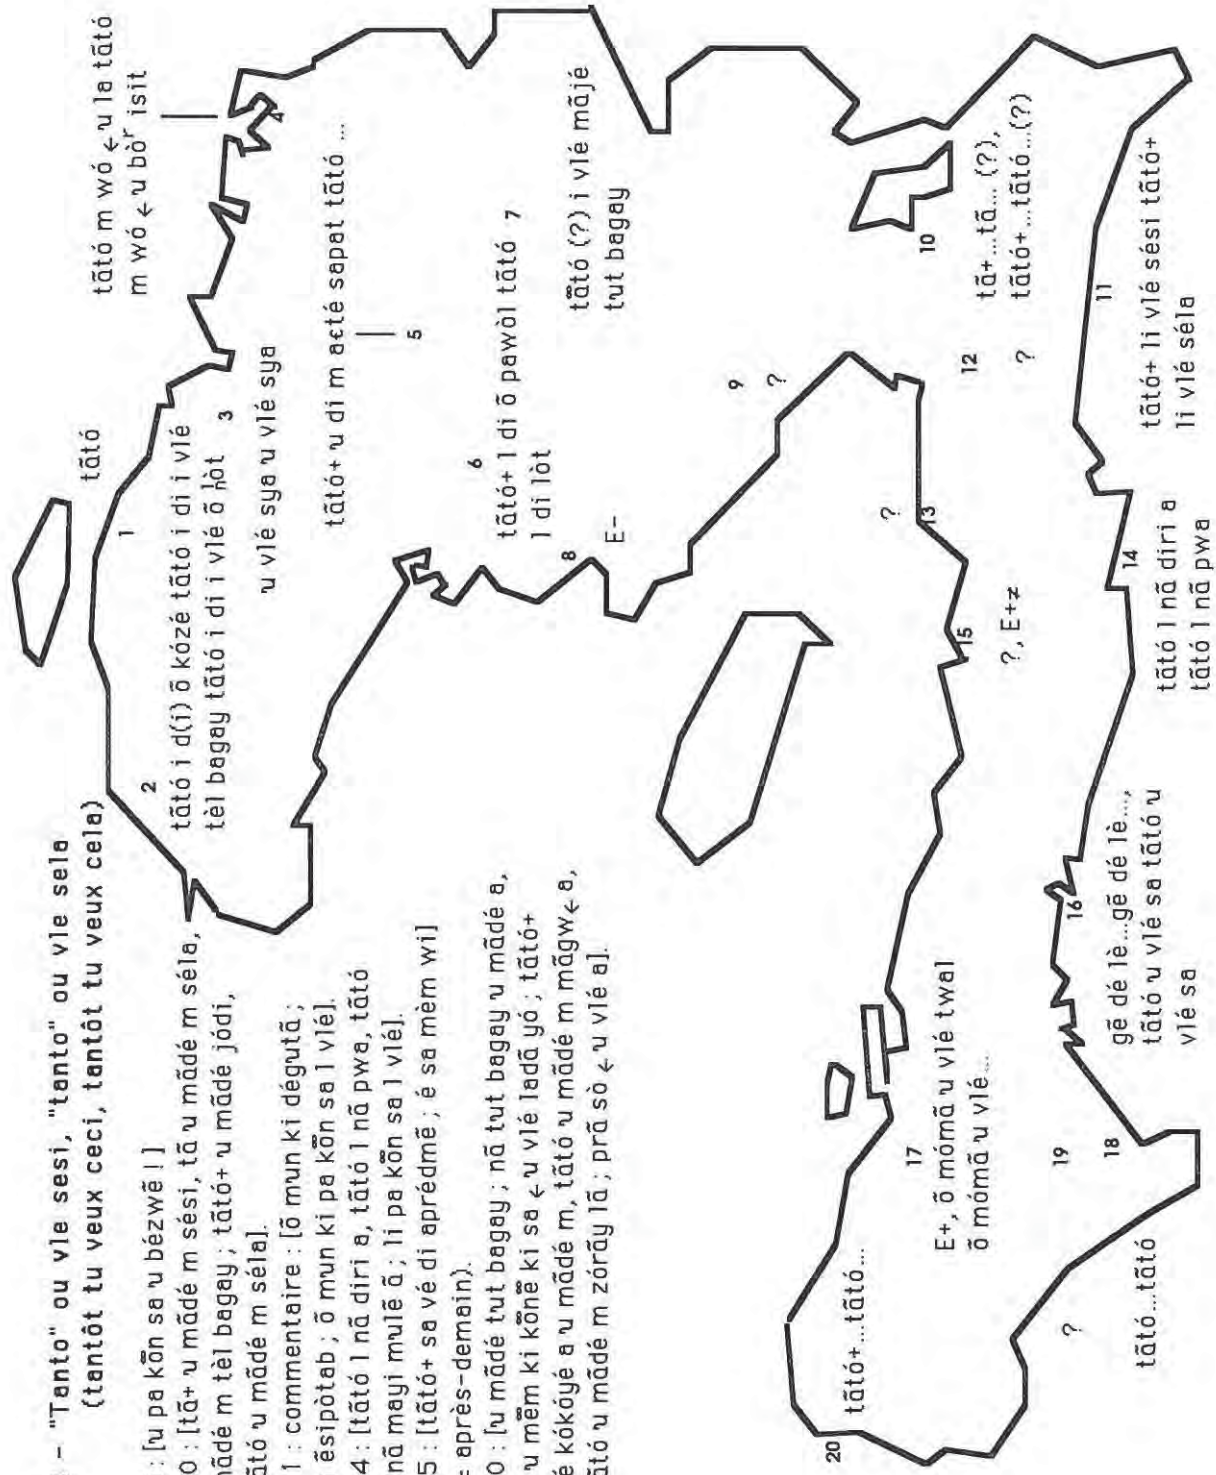 – "Tanto" ou vle sesi, "tanto" ou vle sela
(tantôt tu veux ceci, tantôt tu veux cela)
: [u pa kõn sa u bézwẽ !]
0 : [tã+ u mãdé m sési, tã u mãdé m séla,
mãdé m tèl bagay ; tãtó+ u mãdé jódi,
tãtó u mãdé m séla].
1 : commentaire : [õ mun ki dégutã ;
ẽsipòtab ; õ mun ki pa kõn sa l vlé].
4 : [tãtó l nã diri a, tãtó l nã pwa, tãtó
nã mayi mulẽ ã ; li pa kõn sa l vlé].
5 : [tãtó+ sa vé di aprédmẽ ; é sa mèm wi]
= après-demain).
0 : [u mãdé tut bagay ; nã tut bagay u mãdé a,
u mẽm ki kõnẽ ki sa ɛ u vlé ladã yó ; tãtó+
é kókóyé a u mãdé m, tãtó u mãdé m mãgwɛ a,
tãtó u mãdé m zórãy lã ; prã sò ɛ u vlé a].
tãtó
1
2
tãtó i d(i) õ kózé tãtó i di i vlé
tèl bagay tãtó i di i vlé õ hòt
3
u vlé sya u vlé sya
tãtó m wó ɛ u la tãtó
m wó ɛ u bòʳ isit
4
tãtó+ u di m aɛté sapat tãtó ...
5
6
tãtó+ l di õ pawòl tãtó
l di lòt
7
tãtó (?) i vlé mãjé
tut bagay
8
E-
9
?
10
tã+...tã... (?),
tãtó+...tãtó...(?)
11
tãtó+ li vlé sési tãtó+
li vlé séla
12
?
13
?
14
tãtó l nã diri a
tãtó l nã pwa
15
?, E+≠
16
gẽ dé lè...gẽ dé lè...,
tãtó u vlé sa tãtó u
vlé sa
17
E+, õ mómã u vlé twal
õ mómã u vlé...
18
tãtó...tãtó
19
?
20
tãtó+...tãtó...